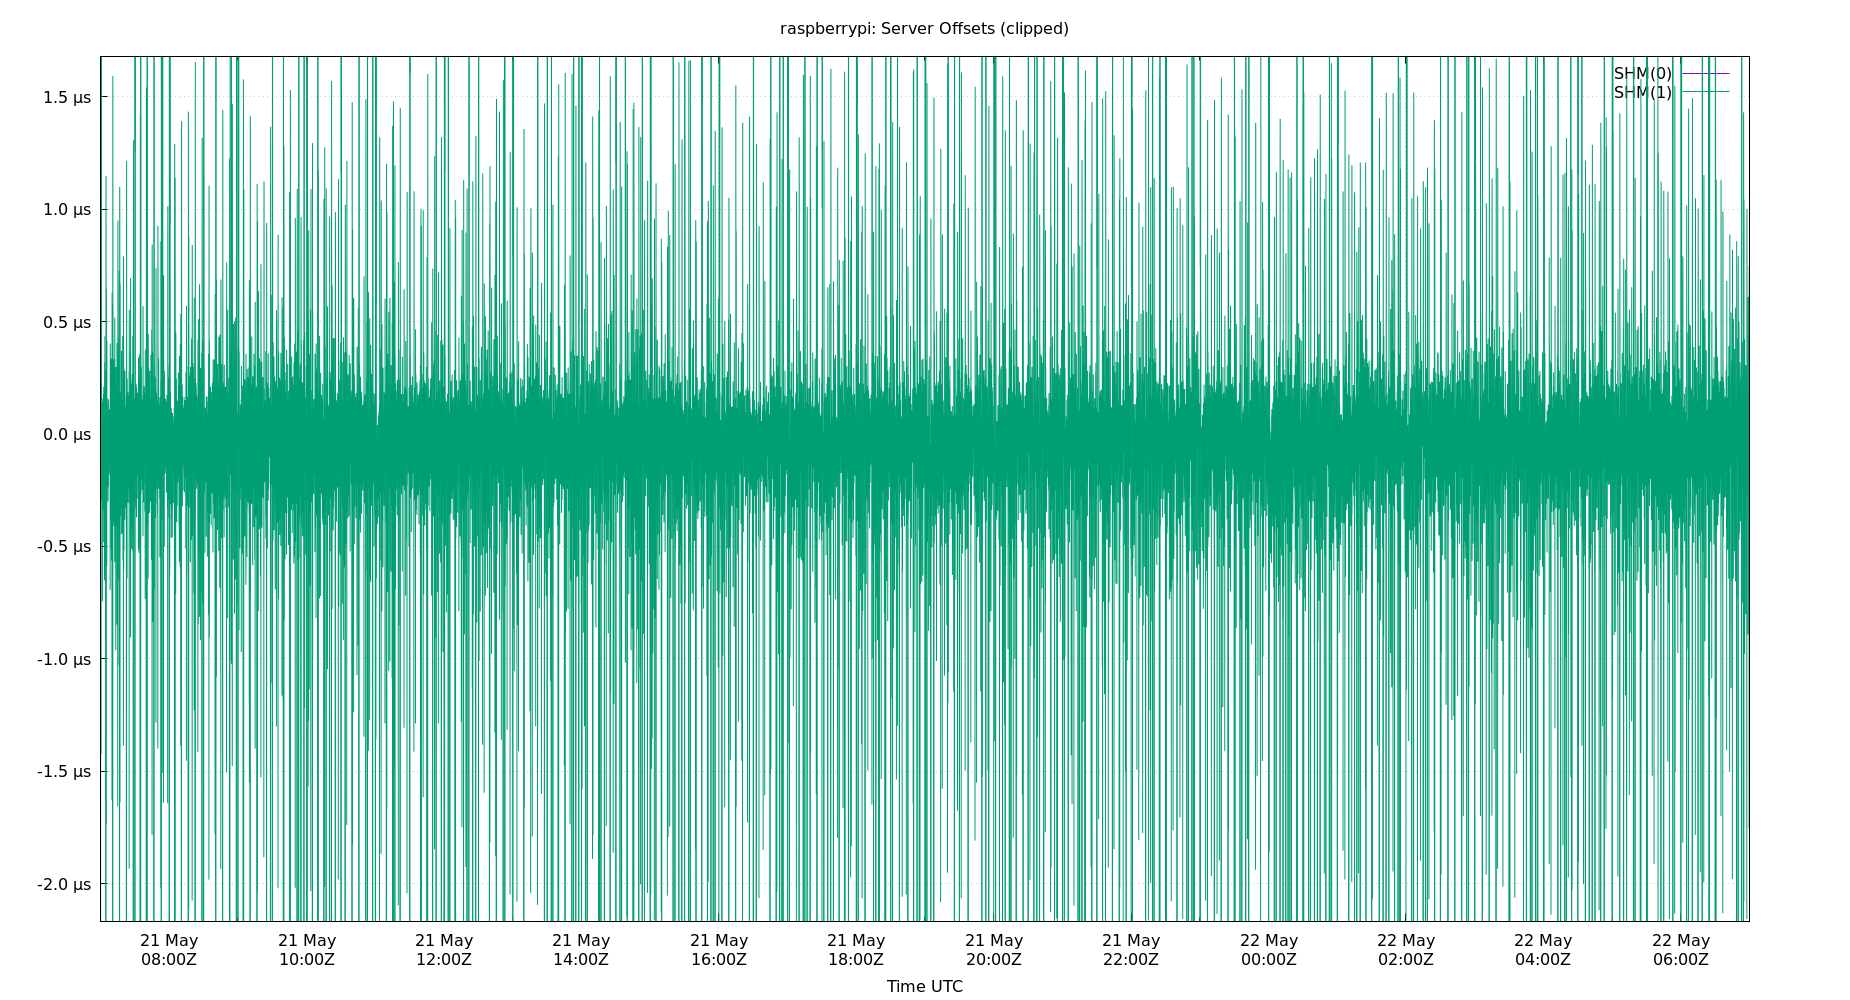 raspberrypi: Server Offsets (clipped)
SHM(0)
SHM(1)
1.5 µs
1.0 µs
0.5 µs
0.0 µs
-0.5 µs
-1.0 µs
-1.5 µs
-2.0 µs
21 May 21 May 21 May 21 May 21 May 21 May 21 May 21 May 22 May 22 May 22 May 22 May
08:00Z 10:00Z 12:00Z 14:00Z 16:00Z 18:00Z 20:00Z 22:00Z 00:00Z 02:00Z 04:00Z 06:00Z
Time UTC